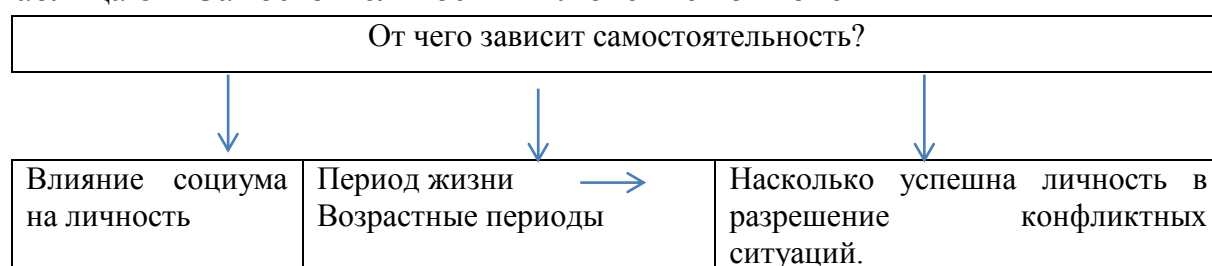 От чего зависит самостоятельность?
Влияние социума
на личность
Период жизни
Возрастные периоды
Насколько успешна личность в
разрешение конфликтных
ситуаций.